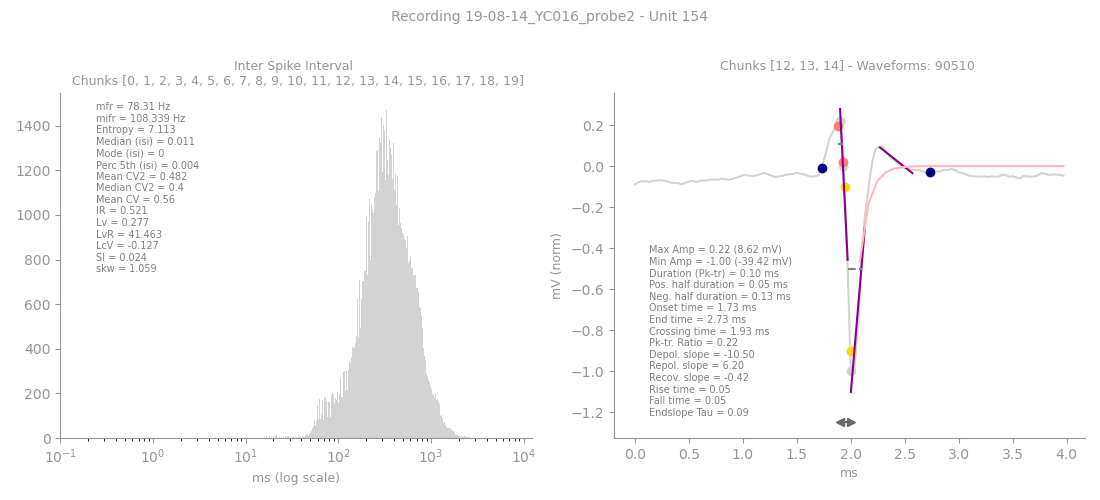 Recording 19-08-14_YC016_probe2 - Unit 154
Inter Spike Interval
Chunks [0, 1, 2, 3, 4, 5, 6, 7, 8, 9, 10, 11, 12, 13, 14, 15, 16, 17, 18, 19]
mfr = 78.31 Hz
mifr = 108.339 Hz
Entropy = 7.113
Median (isi) = 0.011
Mode (isi) = 0
Perc 5th (isi) = 0.004
Mean CV2 = 0.482
Median CV2 = 0.4
Mean CV = 0.56
IR = 0.521
Lv = 0.277
LvR = 41.463
LcV = -0.127
SI = 0.024
skw = 1.059
1400
1200
1000
800
600
400
200
0
10⁻¹ 10⁰ 10¹ 10² 10³ 10⁴
ms (log scale)
Chunks [12, 13, 14] - Waveforms: 90510
mV (norm)
0.2
0.0
−0.2
−0.4
−0.6
−0.8
−1.0
−1.2
Max Amp = 0.22 (8.62 mV)
Min Amp = -1.00 (-39.42 mV)
Duration (Pk-tr) = 0.10 ms
Pos. half duration = 0.05 ms
Neg. half duration = 0.13 ms
Onset time = 1.73 ms
End time = 2.73 ms
Crossing time = 1.93 ms
Pk-tr. Ratio = 0.22
Depol. slope = -10.50
Repol. slope = 6.20
Recov. slope = -0.42
Rise time = 0.05
Fall time = 0.05
Endslope Tau = 0.09
0.0 0.5 1.0 1.5 2.0 2.5 3.0 3.5 4.0
ms